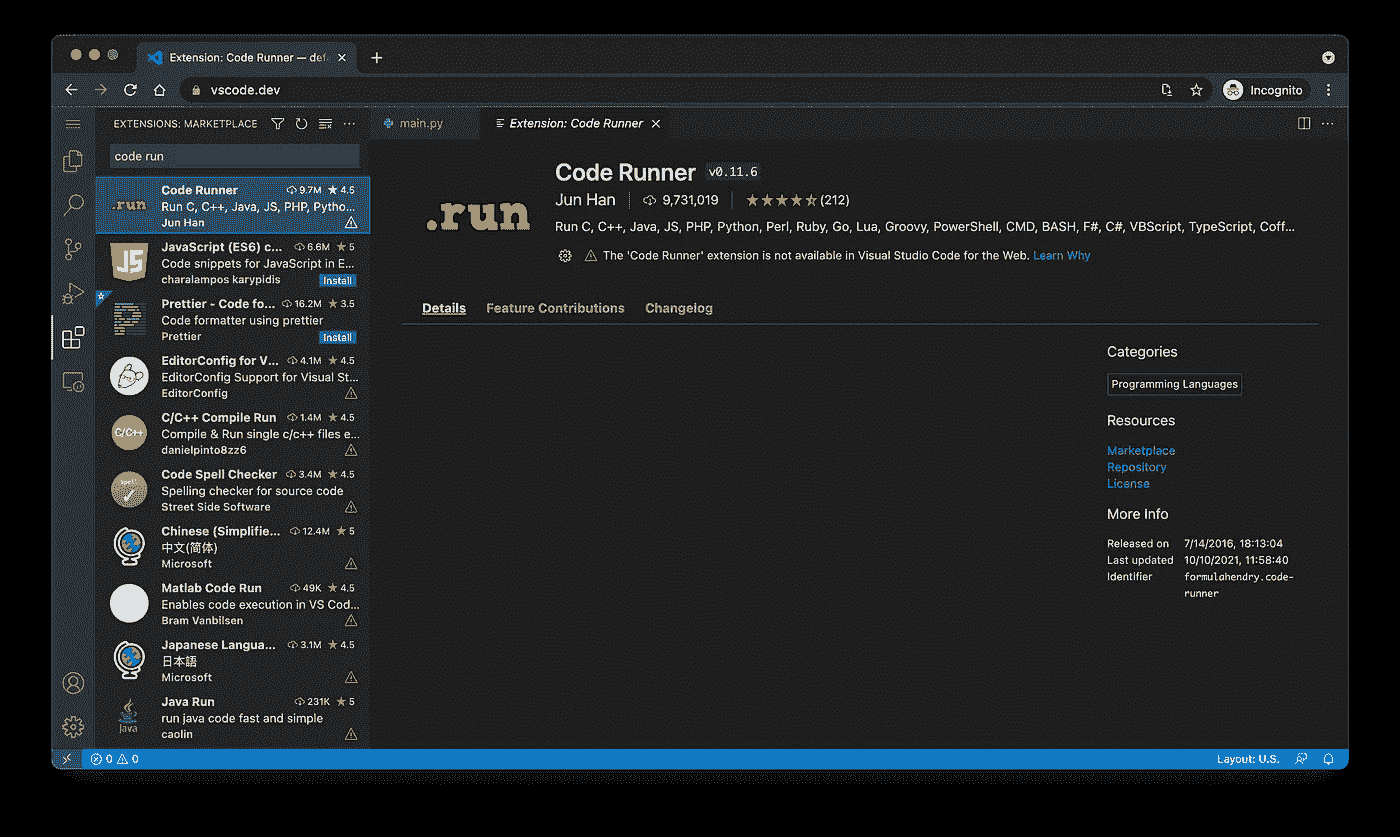 Extension: Code Runner — def
vscode.dev
Incognito
EXTENSIONS: MARKETPLACE
main.py
Extension: Code Runner
code run
Code Runner 9.7M ★ 4.5
Run C, C++, Java, JS, PHP, Pytho...
Jun Han
.run
JavaScript (ES6) c... 6.6M ★ 5
Code snippets for JavaScript in E...
charalampos karypidis Install
JS
Prettier - Code fo... 16.2M ★ 3.5
Code formatter using prettier
Prettier Install
EditorConfig for V... 4.1M ★ 4.5
EditorConfig Support for Visual St...
EditorConfig
C/C++ Compile Run 1.4M ★ 4.5
Compile & Run single c/c++ files e...
danielpinto8zz6
C/C++
Code Spell Checker 3.4M ★ 4.5
Spelling checker for source code
Street Side Software
spell
Chinese (Simplifie... 12.4M ★ 5
中文(简体)
Microsoft
Matlab Code Run 49K ★ 4.5
Enables code execution in VS Cod...
Bram Vanbilsen
Japanese Langua... 3.1M ★ 4.5
日本語
Microsoft
Java Run 231K ★ 5
run java code fast and simple
caolin
Java
.run
Code Runner v0.11.6
Jun Han 9,731,019 (212)
Run C, C++, Java, JS, PHP, Python, Perl, Ruby, Go, Lua, Groovy, PowerShell, CMD, BASH, F#, C#, VBScript, TypeScript, Coff...
The 'Code Runner' extension is not available in Visual Studio Code for the Web. Learn Why
Details Feature Contributions Changelog
Categories
Programming Languages
Resources
Marketplace
Repository
License
More Info
Released on 7/14/2016, 18:13:04
Last updated 10/10/2021, 11:58:40
Identifier formulahendry.code-
runner
0 0
Layout: U.S.